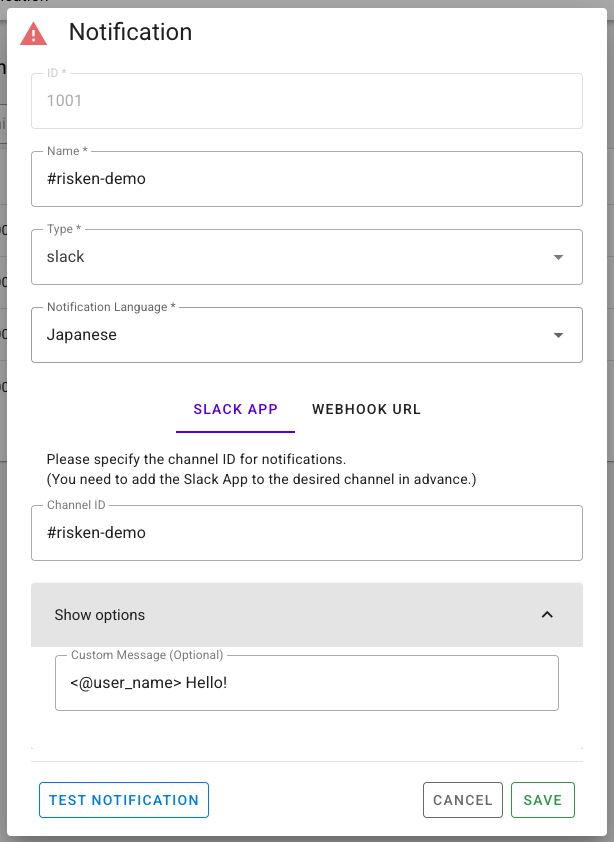 Notification
ID *
1001
Name *
#risken-demo
Type *
slack
Notification Language *
Japanese
SLACK APP WEBHOOK URL
Please specify the channel ID for notifications.
(You need to add the Slack App to the desired channel in advance.)
Channel ID
#risken-demo
Show options
Custom Message (Optional)
<@user_name> Hello!
TEST NOTIFICATION CANCEL SAVE